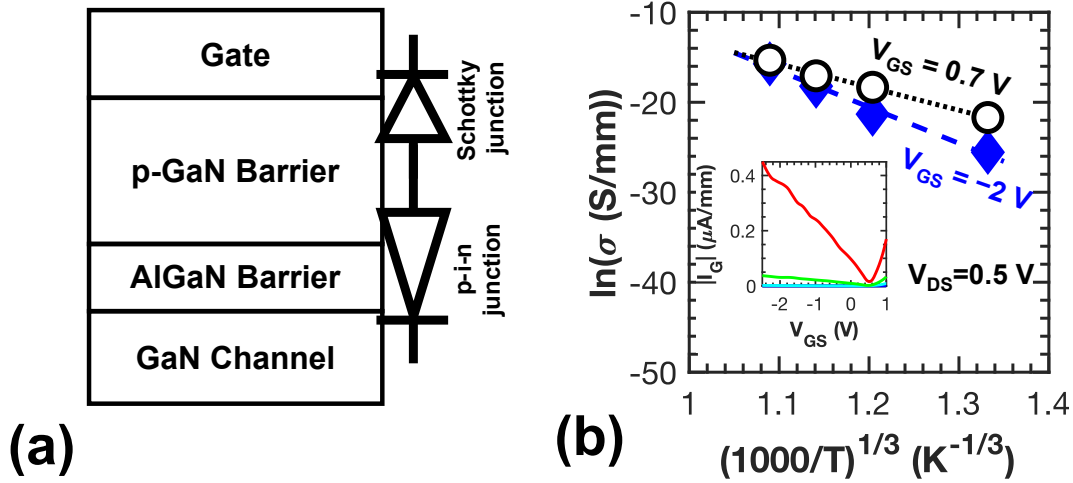 Gate
p-GaN Barrier
AlGaN Barrier
GaN Channel
Schottky
junction
p-i-n
junction
(a)
-10
-20
-30
-40
-50
ln(σ (S/mm))
V_GS = 0.7 V
V_GS = -2 V
V_DS=0.5 V
0.4
0.2
0
|I_G| (μA/mm)
-2 -1 0 1
V_GS (V)
1 1.1 1.2 1.3 1.4
(1000/T)^1/3 (K^-1/3)
(b)